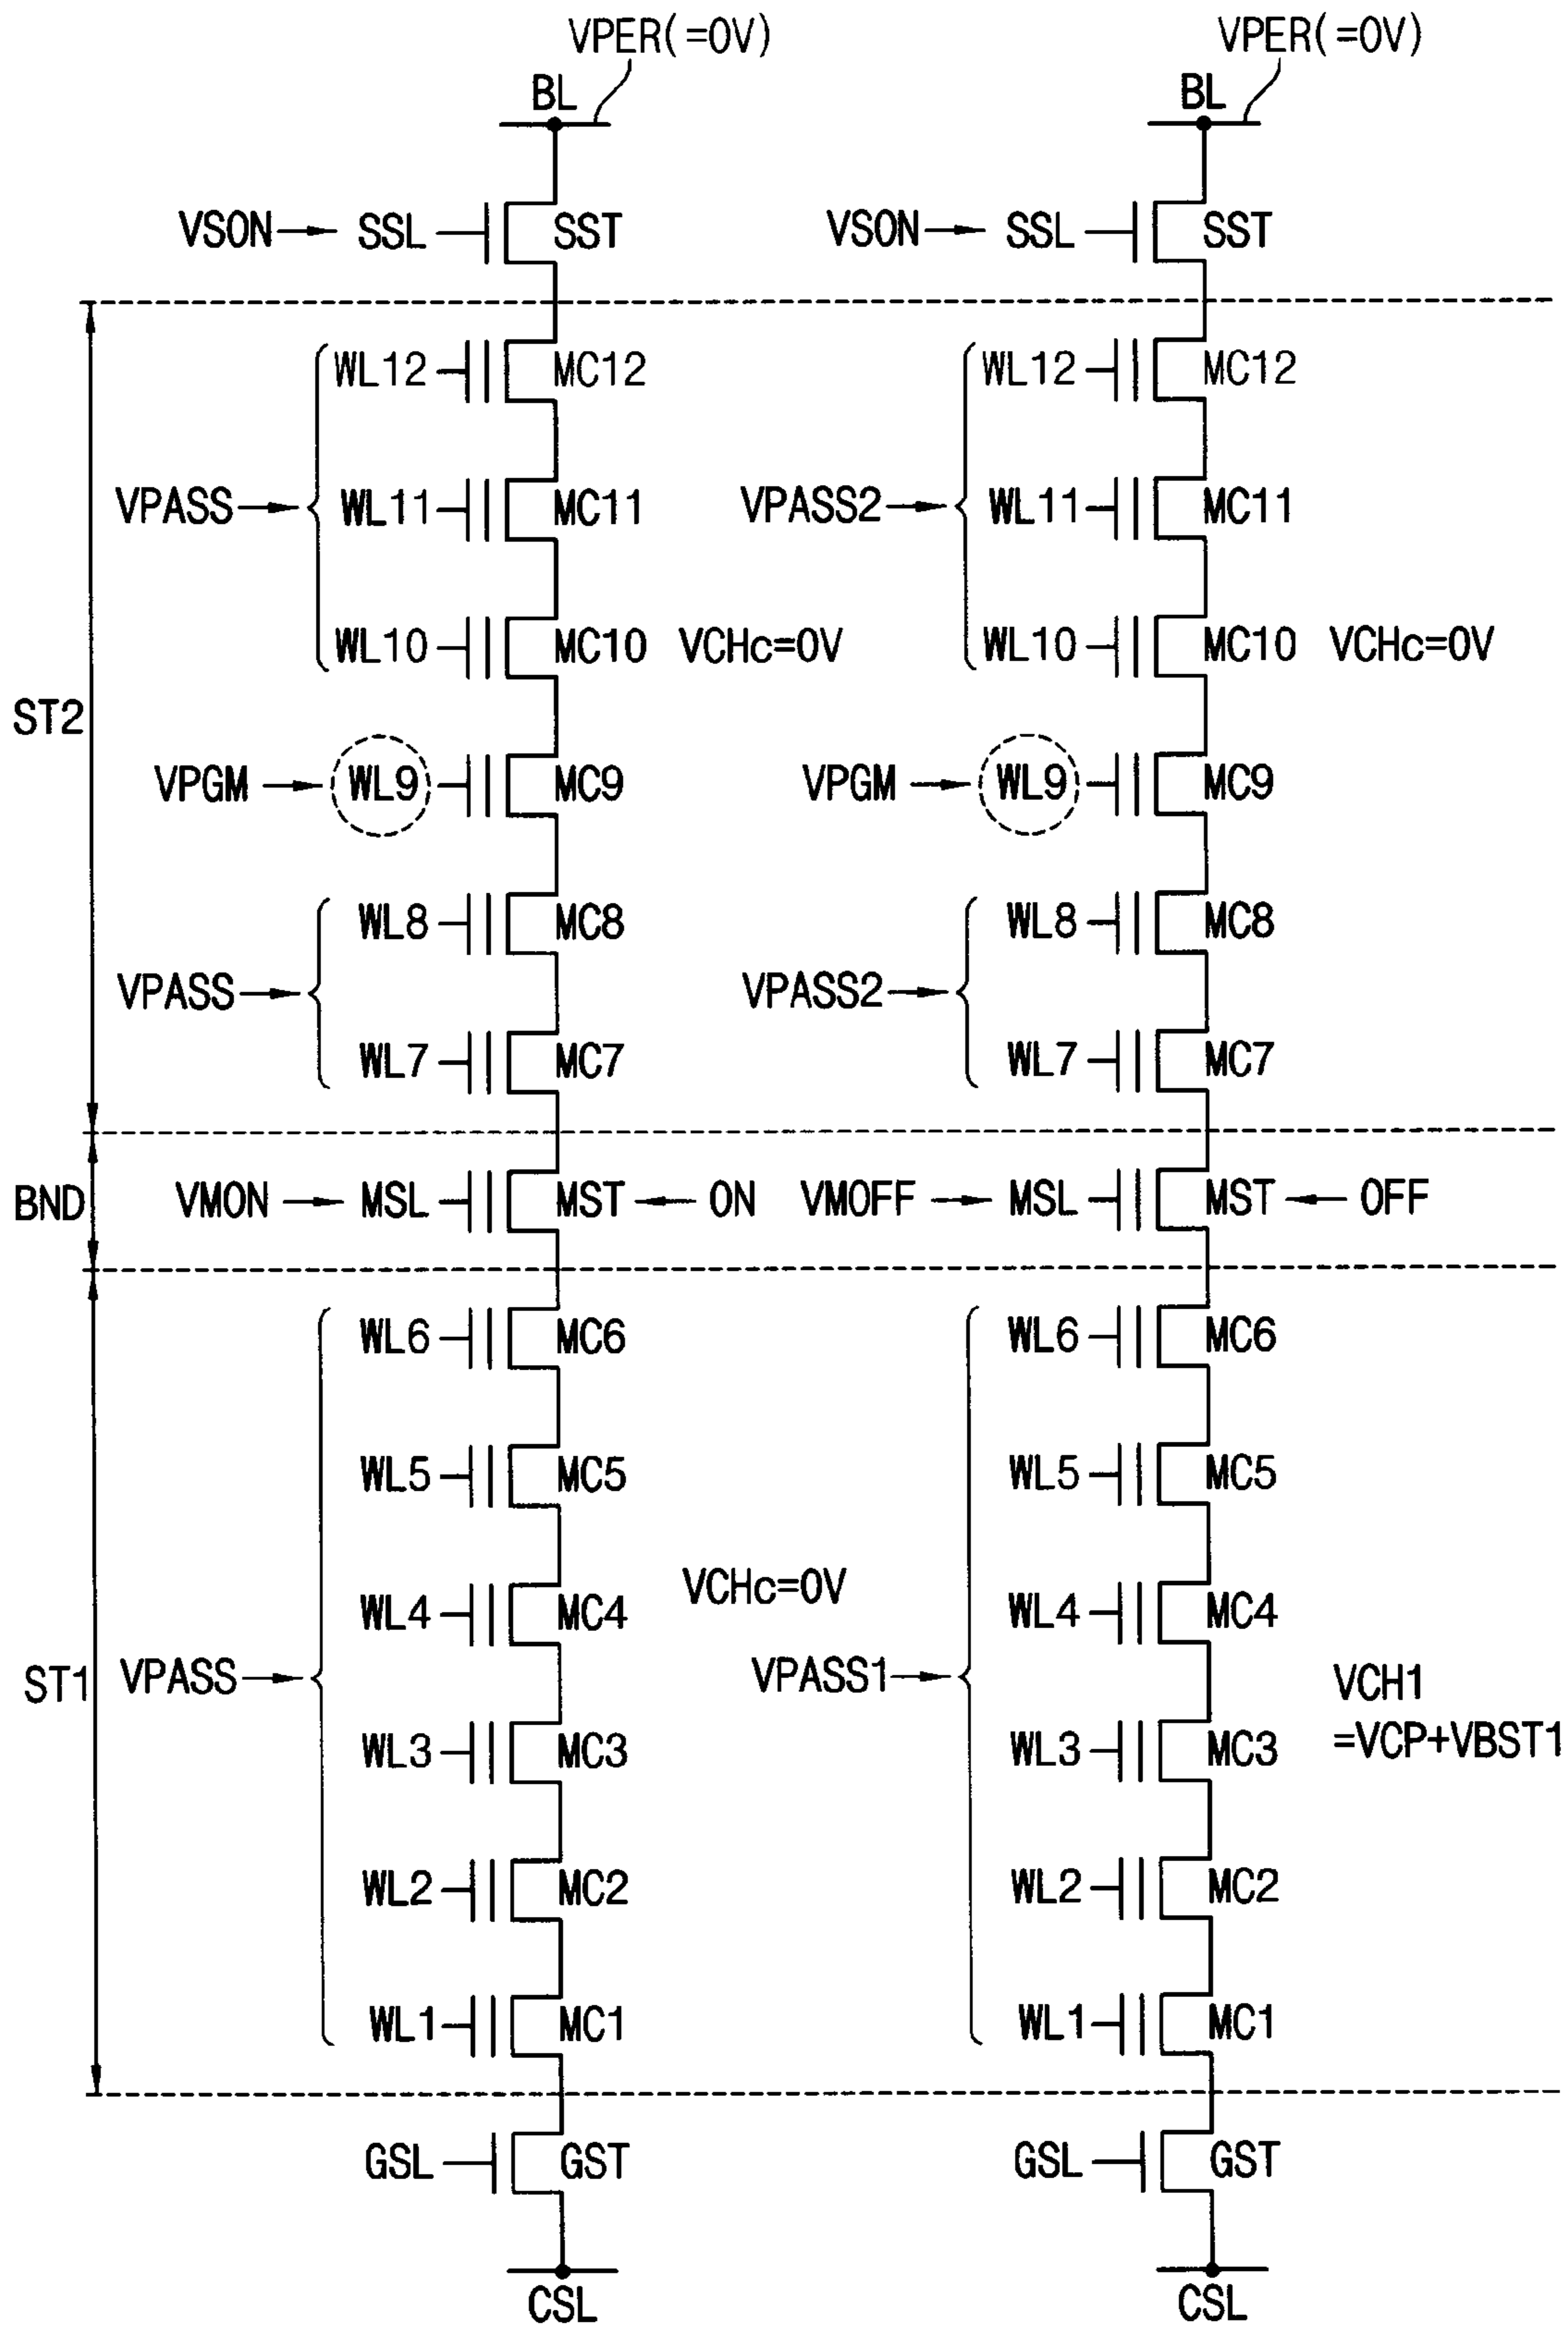 VPER(=0V) VPER(=0V)
BL BL
VSON SSL SST VSON SSL SST
WL12 MC12 WL12 MC12
VPASS WL11 MC11 VPASS2 WL11 MC11
WL10 MC10 VCHc=0V WL10 MC10 VCHc=0V
ST2
VPGM WL9 MC9 VPGM WL9 MC9
WL8 MC8 WL8 MC8
VPASS VPASS2
WL7 MC7 WL7 MC7
BND VMON MSL MST ON VMOFF MSL MST OFF
WL6 MC6 WL6 MC6
WL5 MC5 WL5 MC5
VCHc=0V
WL4 MC4 WL4 MC4
ST1 VPASS VPASS1 VCH1
WL3 MC3 WL3 MC3 =VCP+VBST1
WL2 MC2 WL2 MC2
WL1 MC1 WL1 MC1
GSL GST GSL GST
CSL CSL